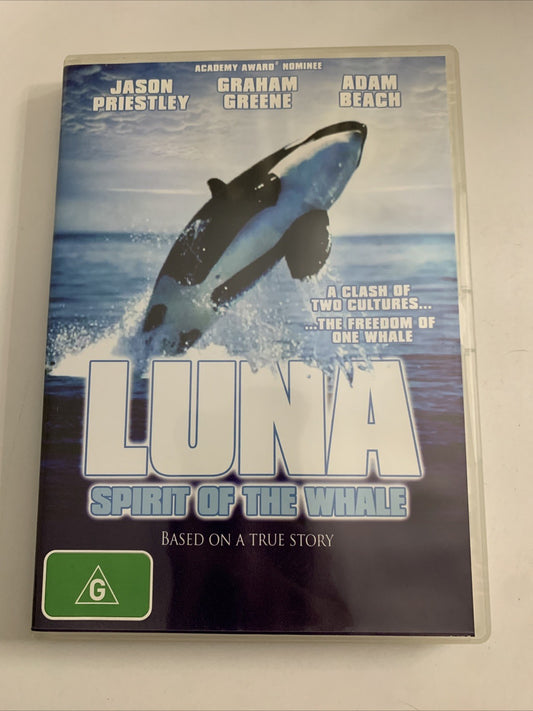 ACADEMY AWARD® NOMINEE
JASON PRIESTLEY
GRAHAM GREENE
ADAM BEACH
A CLASH OF
TWO CULTURES...
...THE FREEDOM OF
ONE WHALE
LUNA
SPIRIT OF THE WHALE
BASED ON A TRUE STORY
G